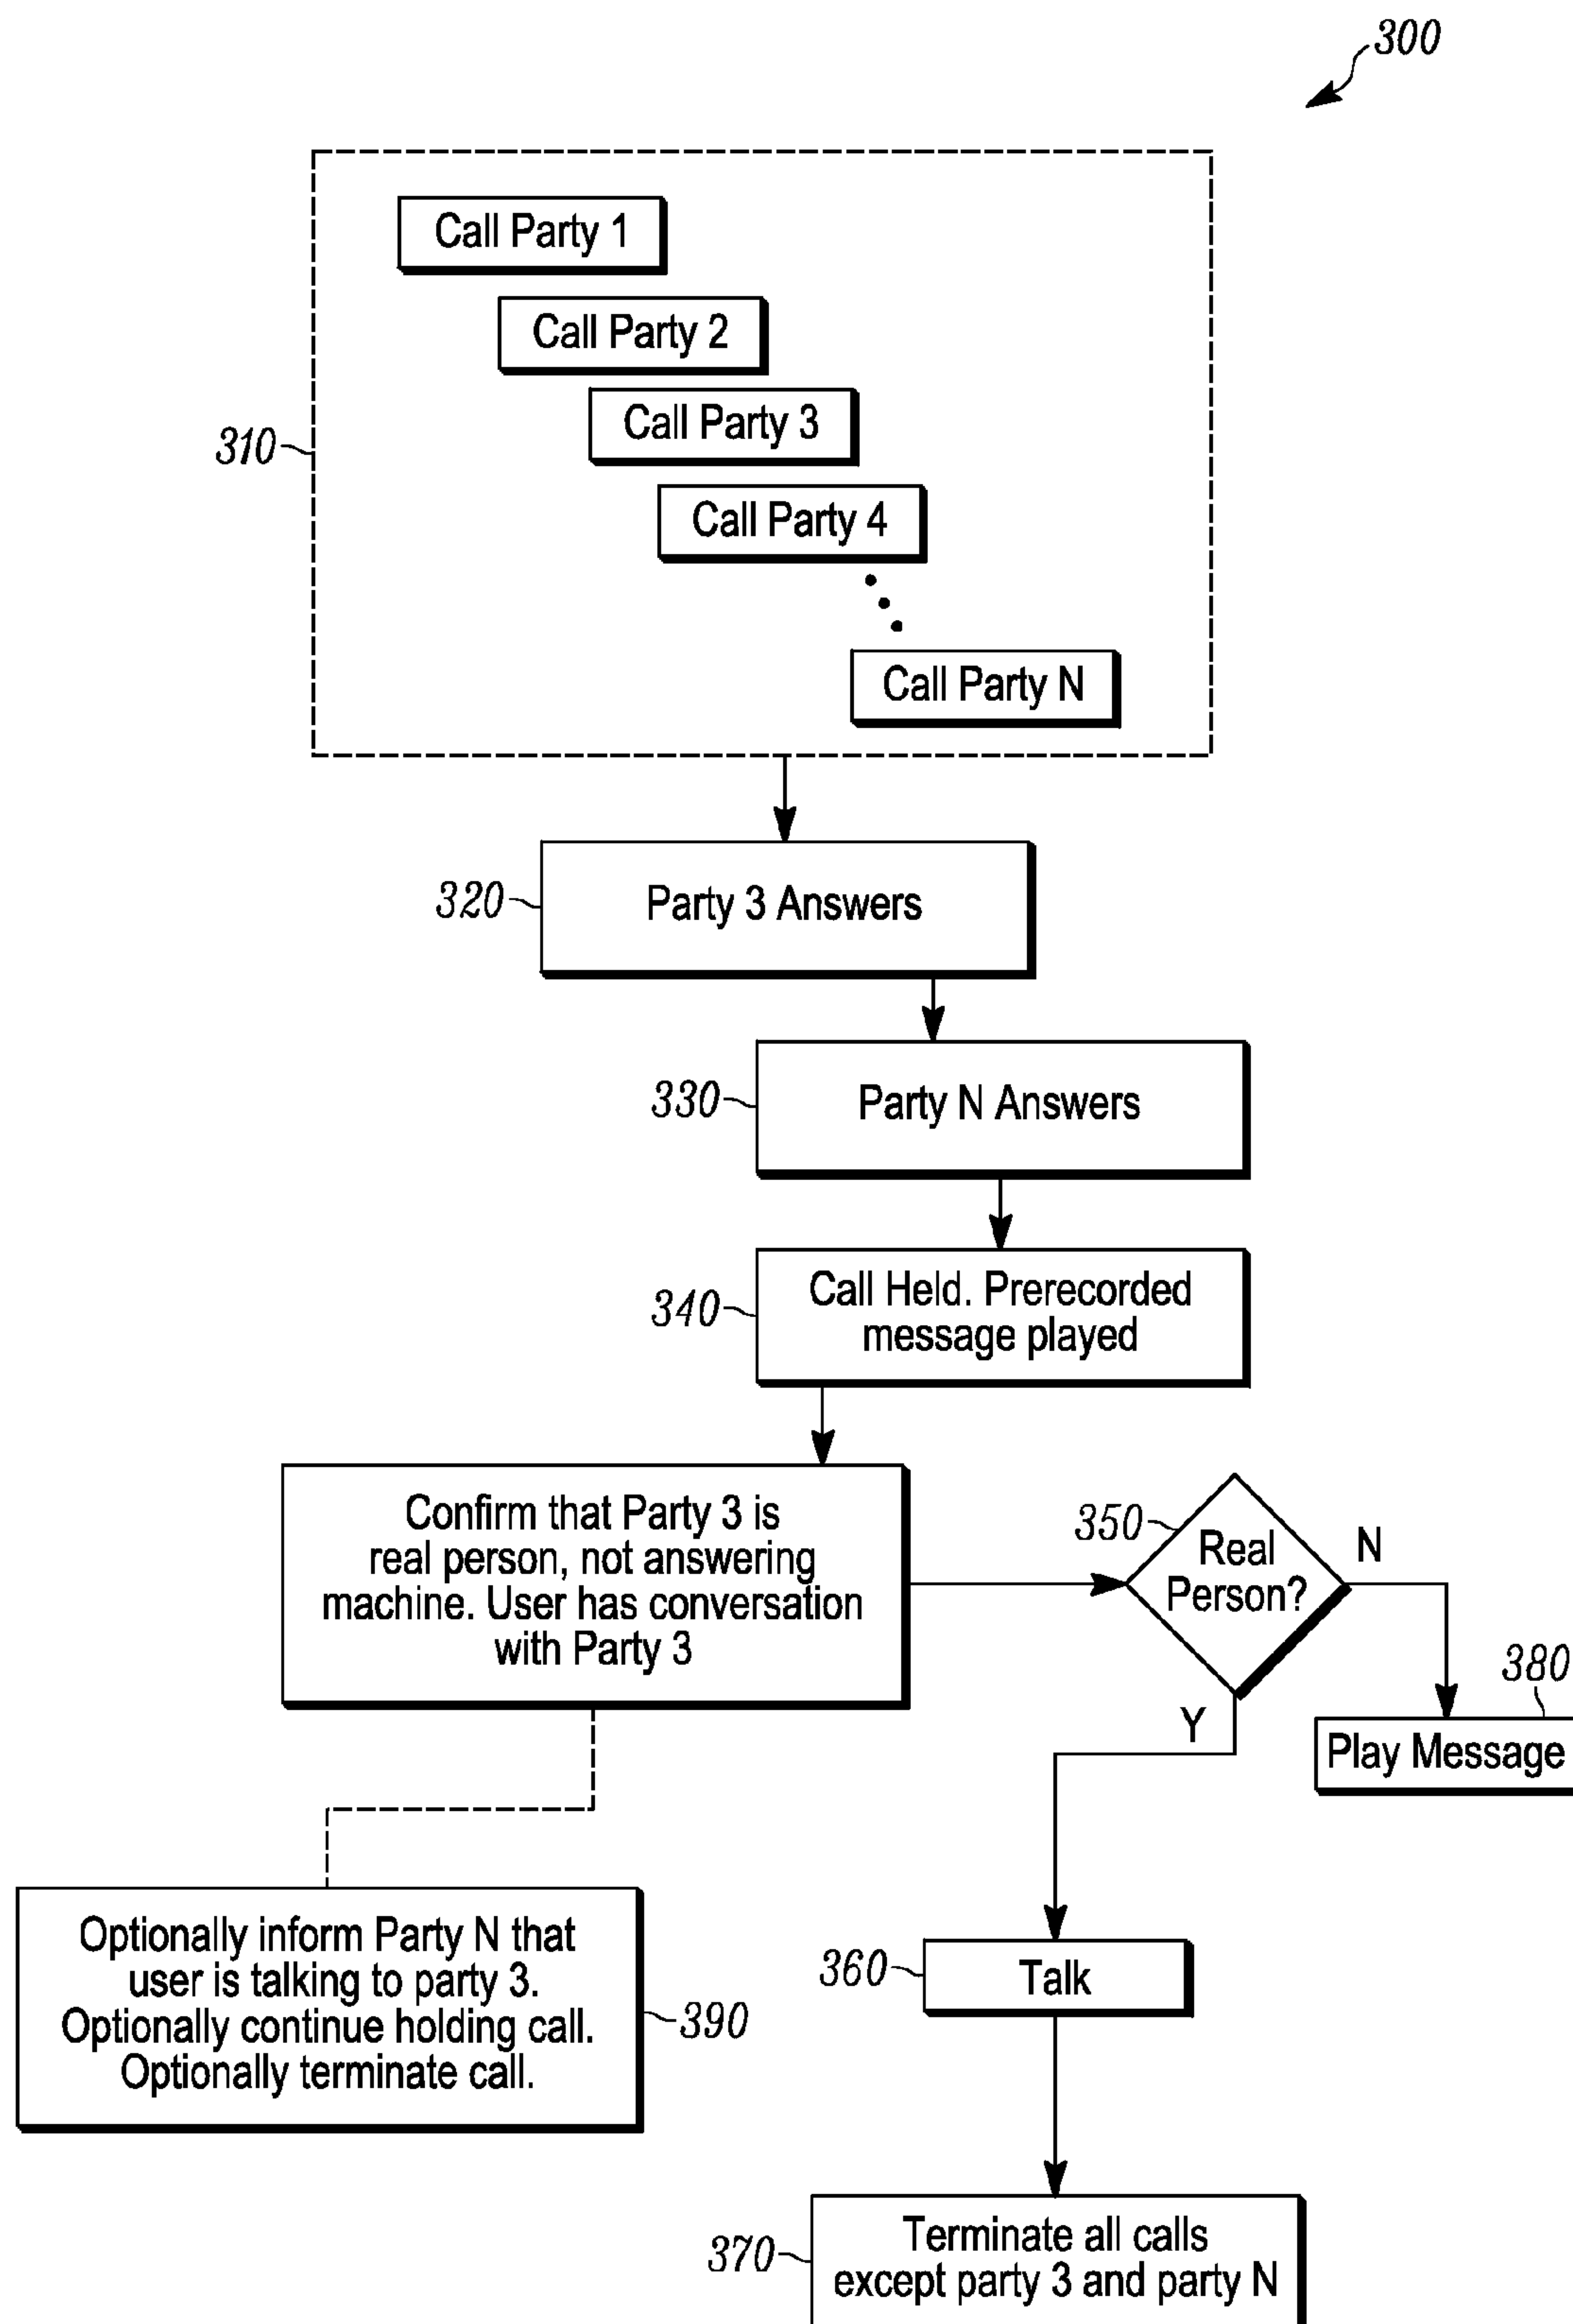 300
Call Party 1
Call Party 2
Call Party 3
310
Call Party 4
Call Party N
320
Party 3 Answers
330
Party N Answers
340
Call Held. Prerecorded
message played
Confirm that Party 3 is
real person, not answering
machine. User has conversation
with Party 3
350
Real
Person?
N
Y
380
Play Message
Optionally inform Party N that
user is talking to party 3.
Optionally continue holding call.
Optionally terminate call.
390
360
Talk
370
Terminate all calls
except party 3 and party N